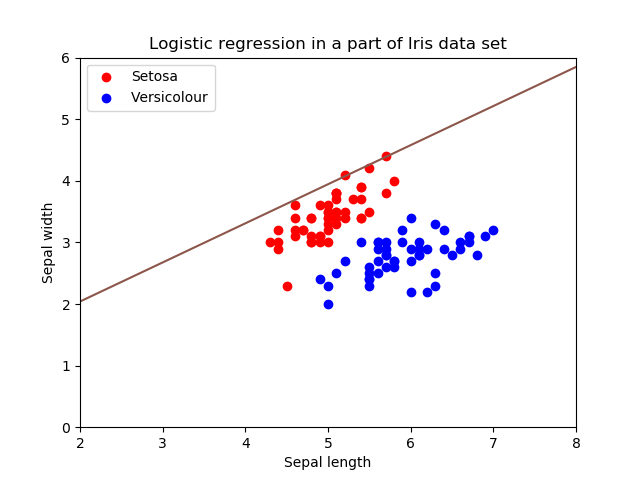 Logistic regression in a part of Iris data set
Setosa
Versicolour
6
5
4
3
2
1
0
Sepal width
2 3 4 5 6 7 8
Sepal length